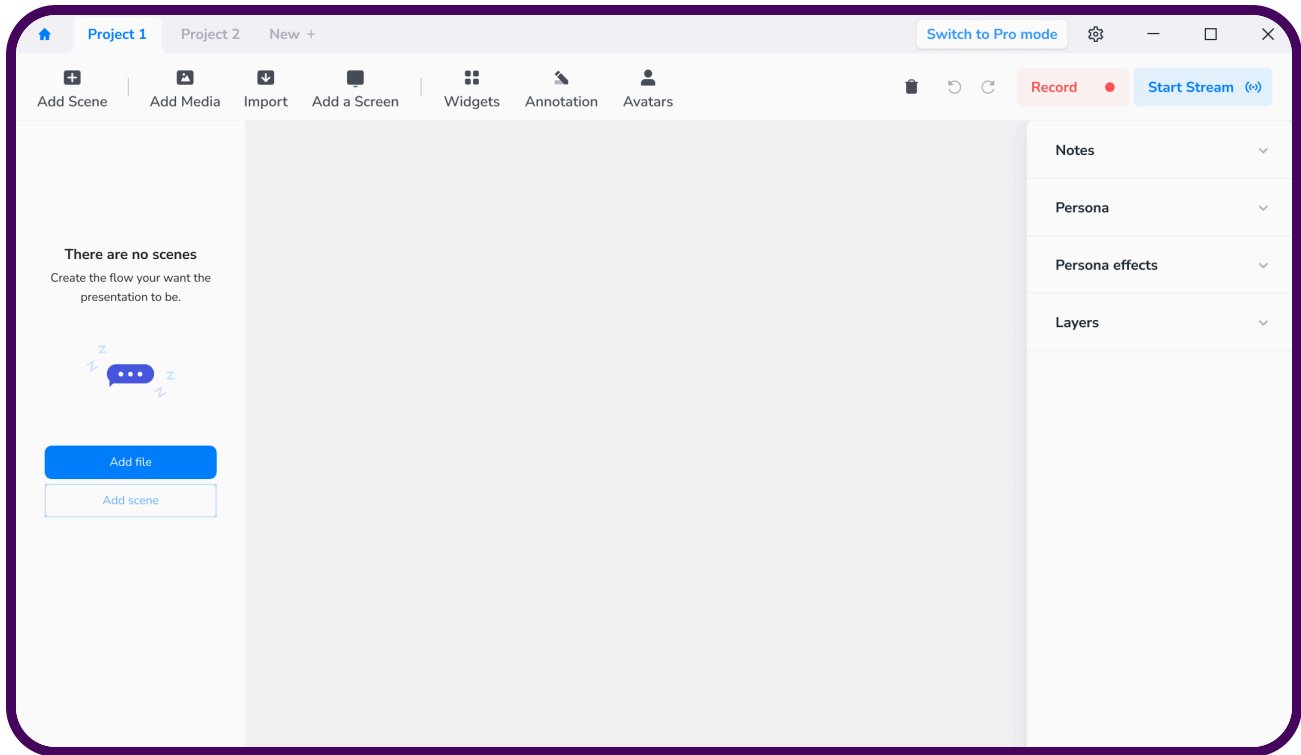 Project 1
Project 2
New +
Switch to Pro mode
Add Scene
Add Media
Import
Add a Screen
Widgets
Annotation
Avatars
Record
Start Stream
There are no scenes
Create the flow your want the
presentation to be.
z
z
z
z
Add file
Add scene
Notes
Persona
Persona effects
Layers